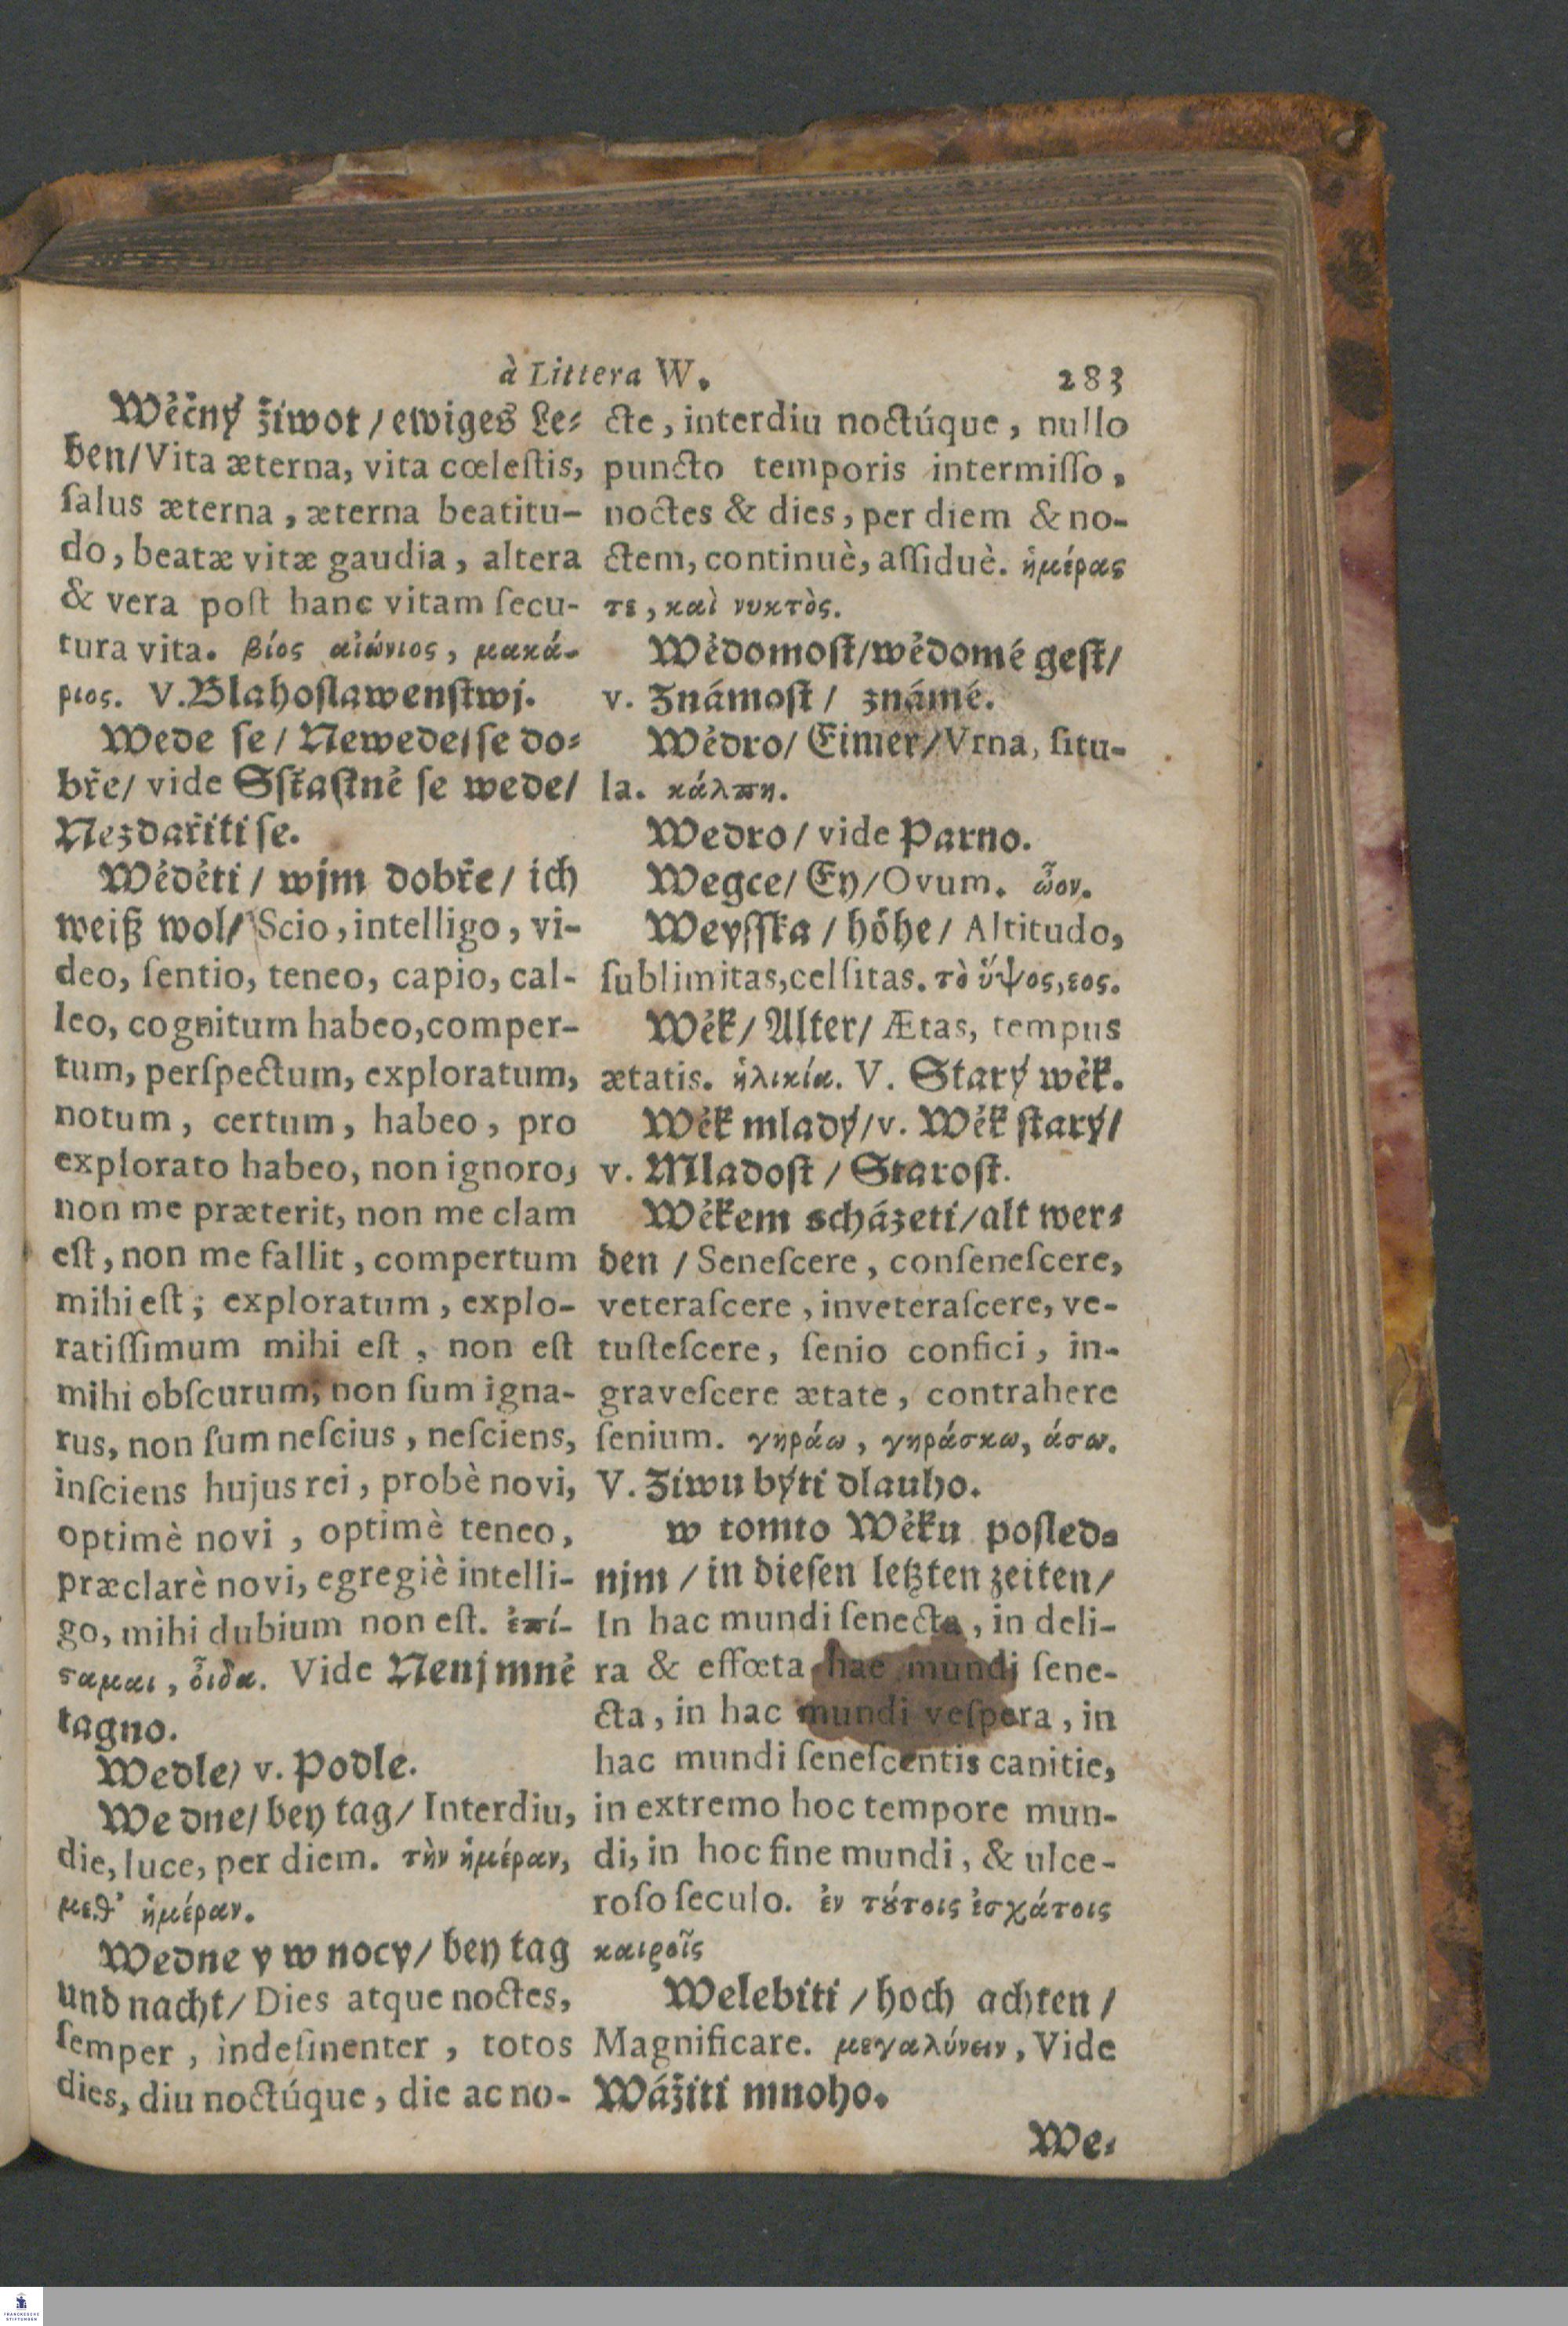 à Littera W.
283
Wěčný žiwot / ewiges Le⸗
ben / Vita æterna, vita cœleſtis,
ſalus æterna, æterna beatitu-
do, beatæ vitæ gaudia, altera
& vera poſt hanc vitam ſecu-
tura vita. βίος αἰώνιος, μακά-
ριος. V. Blahoſlawenſtwj.
Wede ſe / Newede / ſe do⸗
bře / vide Sſťaſtně ſe wede /
Nezdařiti ſe.
Wěděti / wjm dobře / ich
weiß wol / Scio, intelligo, vi-
deo, ſentio, teneo, capio, cal-
leo, cognitum habeo, comper-
tum, perſpectum, exploratum,
notum, certum, habeo, pro
explorato habeo, non ignoro,
non me præterit, non me clam
eſt, non me fallit, compertum
mihi eſt; exploratum, explo-
ratiſſimum mihi eſt, non eſt
mihi obſcurum, non ſum igna-
rus, non ſum neſcius, neſciens,
inſciens hujus rei, probè novi,
optimè novi, optimè teneo,
præclarè novi, egregiè intelli-
go, mihi dubium non eſt. ἐπί-
ϛαμαι, οἶδα. Vide Nenj mně
tagno.
Wedle / v. Podle.
We dne / bey tag / Interdiu,
die, luce, per diem. τὴν ἡμέραν,
μεθ' ἡμέραν.
Wedne y w nocy / bey tag
und nacht / Dies atque noctes,
ſemper, indeſinenter, totos
dies, diu noctúque, die ac no-
cte, interdiu noctúque, nullo
puncto temporis intermiſſo,
noctes & dies, per diem & no-
ctem, continuè, aſſiduè. ἡμέρας
τε, καὶ νυκτὸς.
Wědomoſt / wědomé geſt /
v. Známoſt / známé.
Wědro / Eimer / Vrna, ſitu-
la. κάλπη.
Wedro / vide Parno.
Wegce / Ey / Ovum. ὦον.
Weyſſka / höhe / Altitudo,
ſublimitas, celſitas. τὸ ὕψος, εος.
Wěk / Alter / Ætas, tempus
ætatis. ἡλικία. V. Starý wěk.
Wěk mladý / v. Wěk ſtarý /
v. Mladoſt / Staroſt.
Wěkem scházeti / alt wer⸗
den / Seneſcere, conſeneſcere,
veteraſcere, inveteraſcere, ve-
tuſteſcere, ſenio confici, in-
graveſcere ætate, contrahere
ſenium. γηράω, γηράσκω, άσω.
V. Ziwu býti dlauho.
w tomto Wěku poſled⸗
njm / in dieſen letzten zeiten /
In hac mundi ſenecta, in deli-
ra & effœta hac mundi ſene-
cta, in hac mundi veſpera, in
hac mundi ſeneſcentis canitie,
in extremo hoc tempore mun-
di, in hoc fine mundi, & ulce-
roſo ſeculo. ἐν τȣ́τοις ἐσχάτοις
καιροῖς
Welebiti / hoch achten /
Magnificare. μεγαλύνειν, Vide
Wážiti mnoho.
We⸗
FRANCKESCHE
STIFTUNGEN